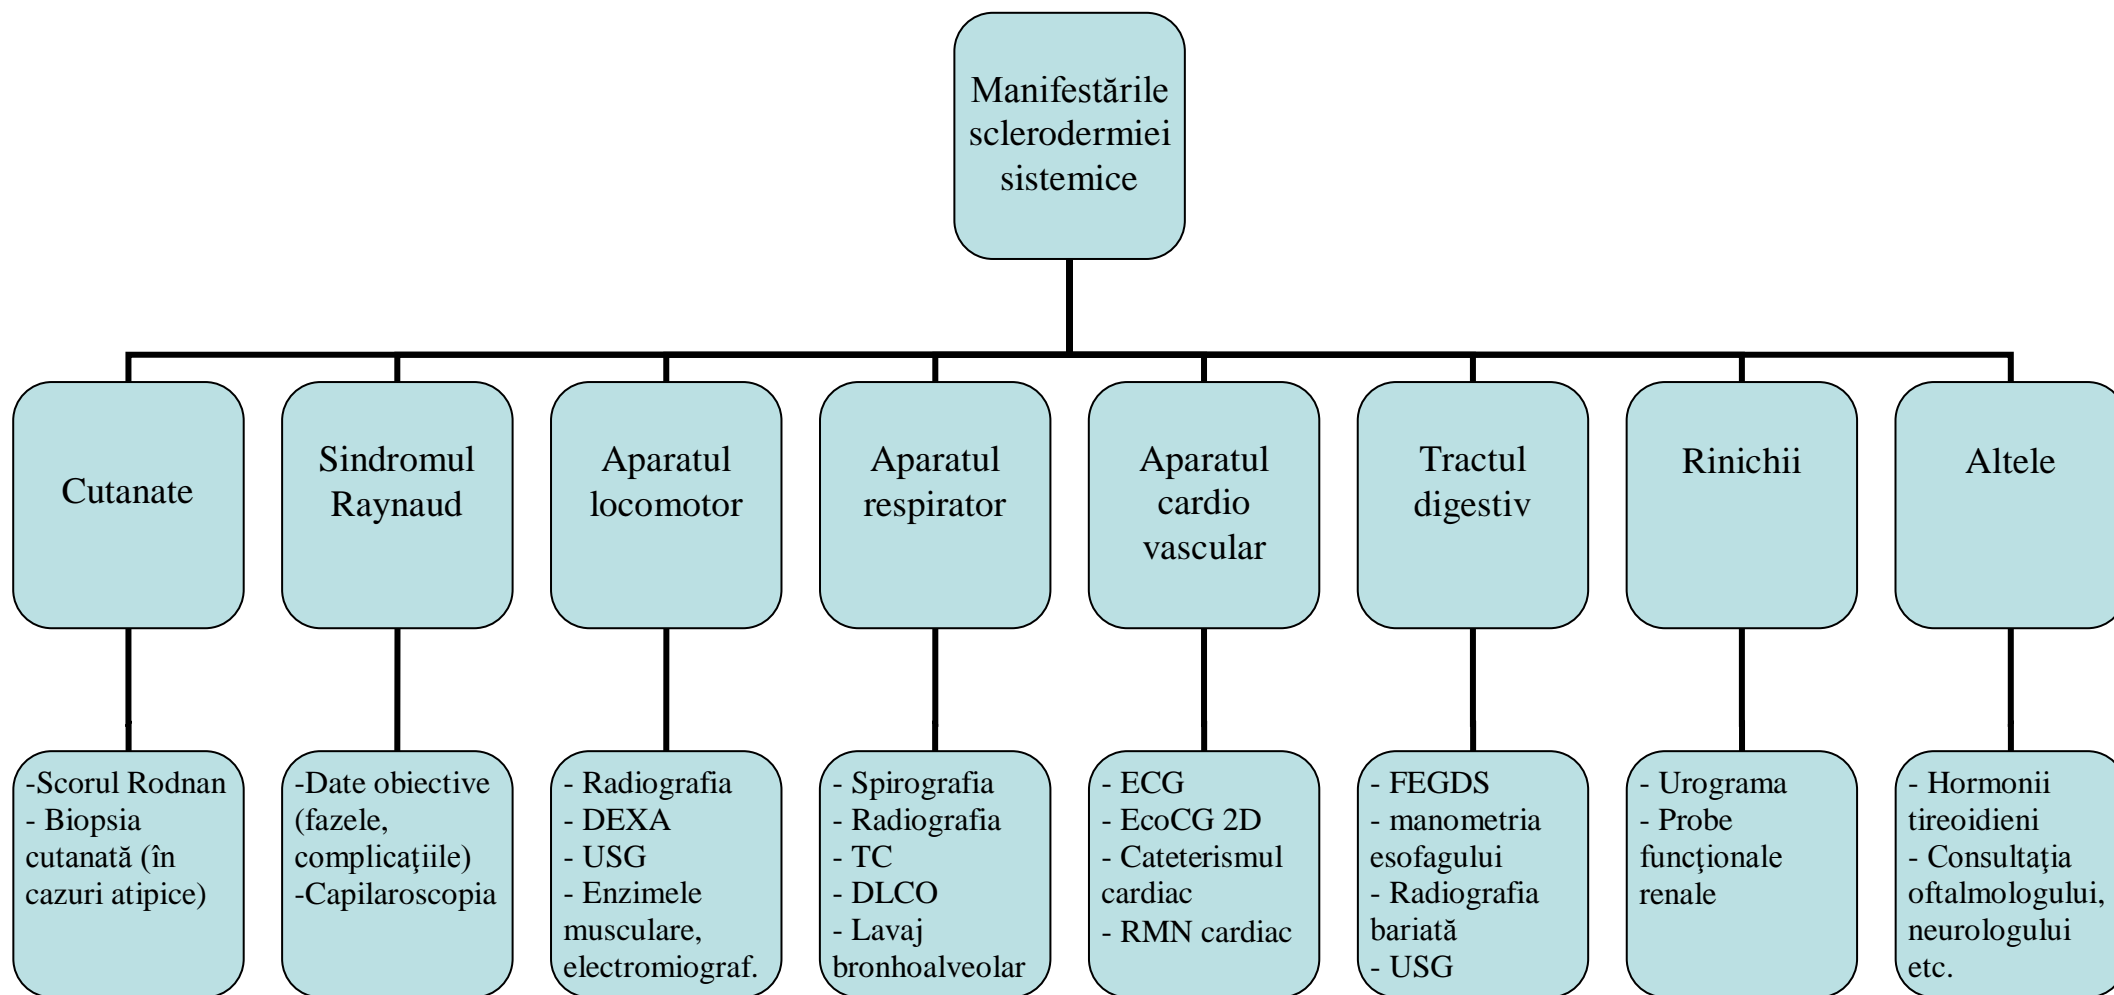 Manifestările
sclerodermiei
sistemice
Cutanate
Sindromul
Raynaud
Aparatul
locomotor
Aparatul
respirator
Aparatul
cardio
vascular
Tractul
digestiv
Rinichii
Altele
-Scorul Rodnan
- Biopsia
cutanată (în
cazuri atipice)
-Date obiective
(fazele,
complicaţiile)
-Capilaroscopia
- Radiografia
- DEXA
- USG
- Enzimele
musculare,
electromiograf.
- Spirografia
- Radiografia
- TC
- DLCO
- Lavaj
bronhoalveolar
- ECG
- EcoCG 2D
- Cateterismul
cardiac
- RMN cardiac
- FEGDS
- manometria
esofagului
- Radiografia
bariată
- USG
- Urograma
- Probe
funcţionale
renale
- Hormonii
tireoidieni
- Consultaţia
oftalmologului,
neurologului
etc.